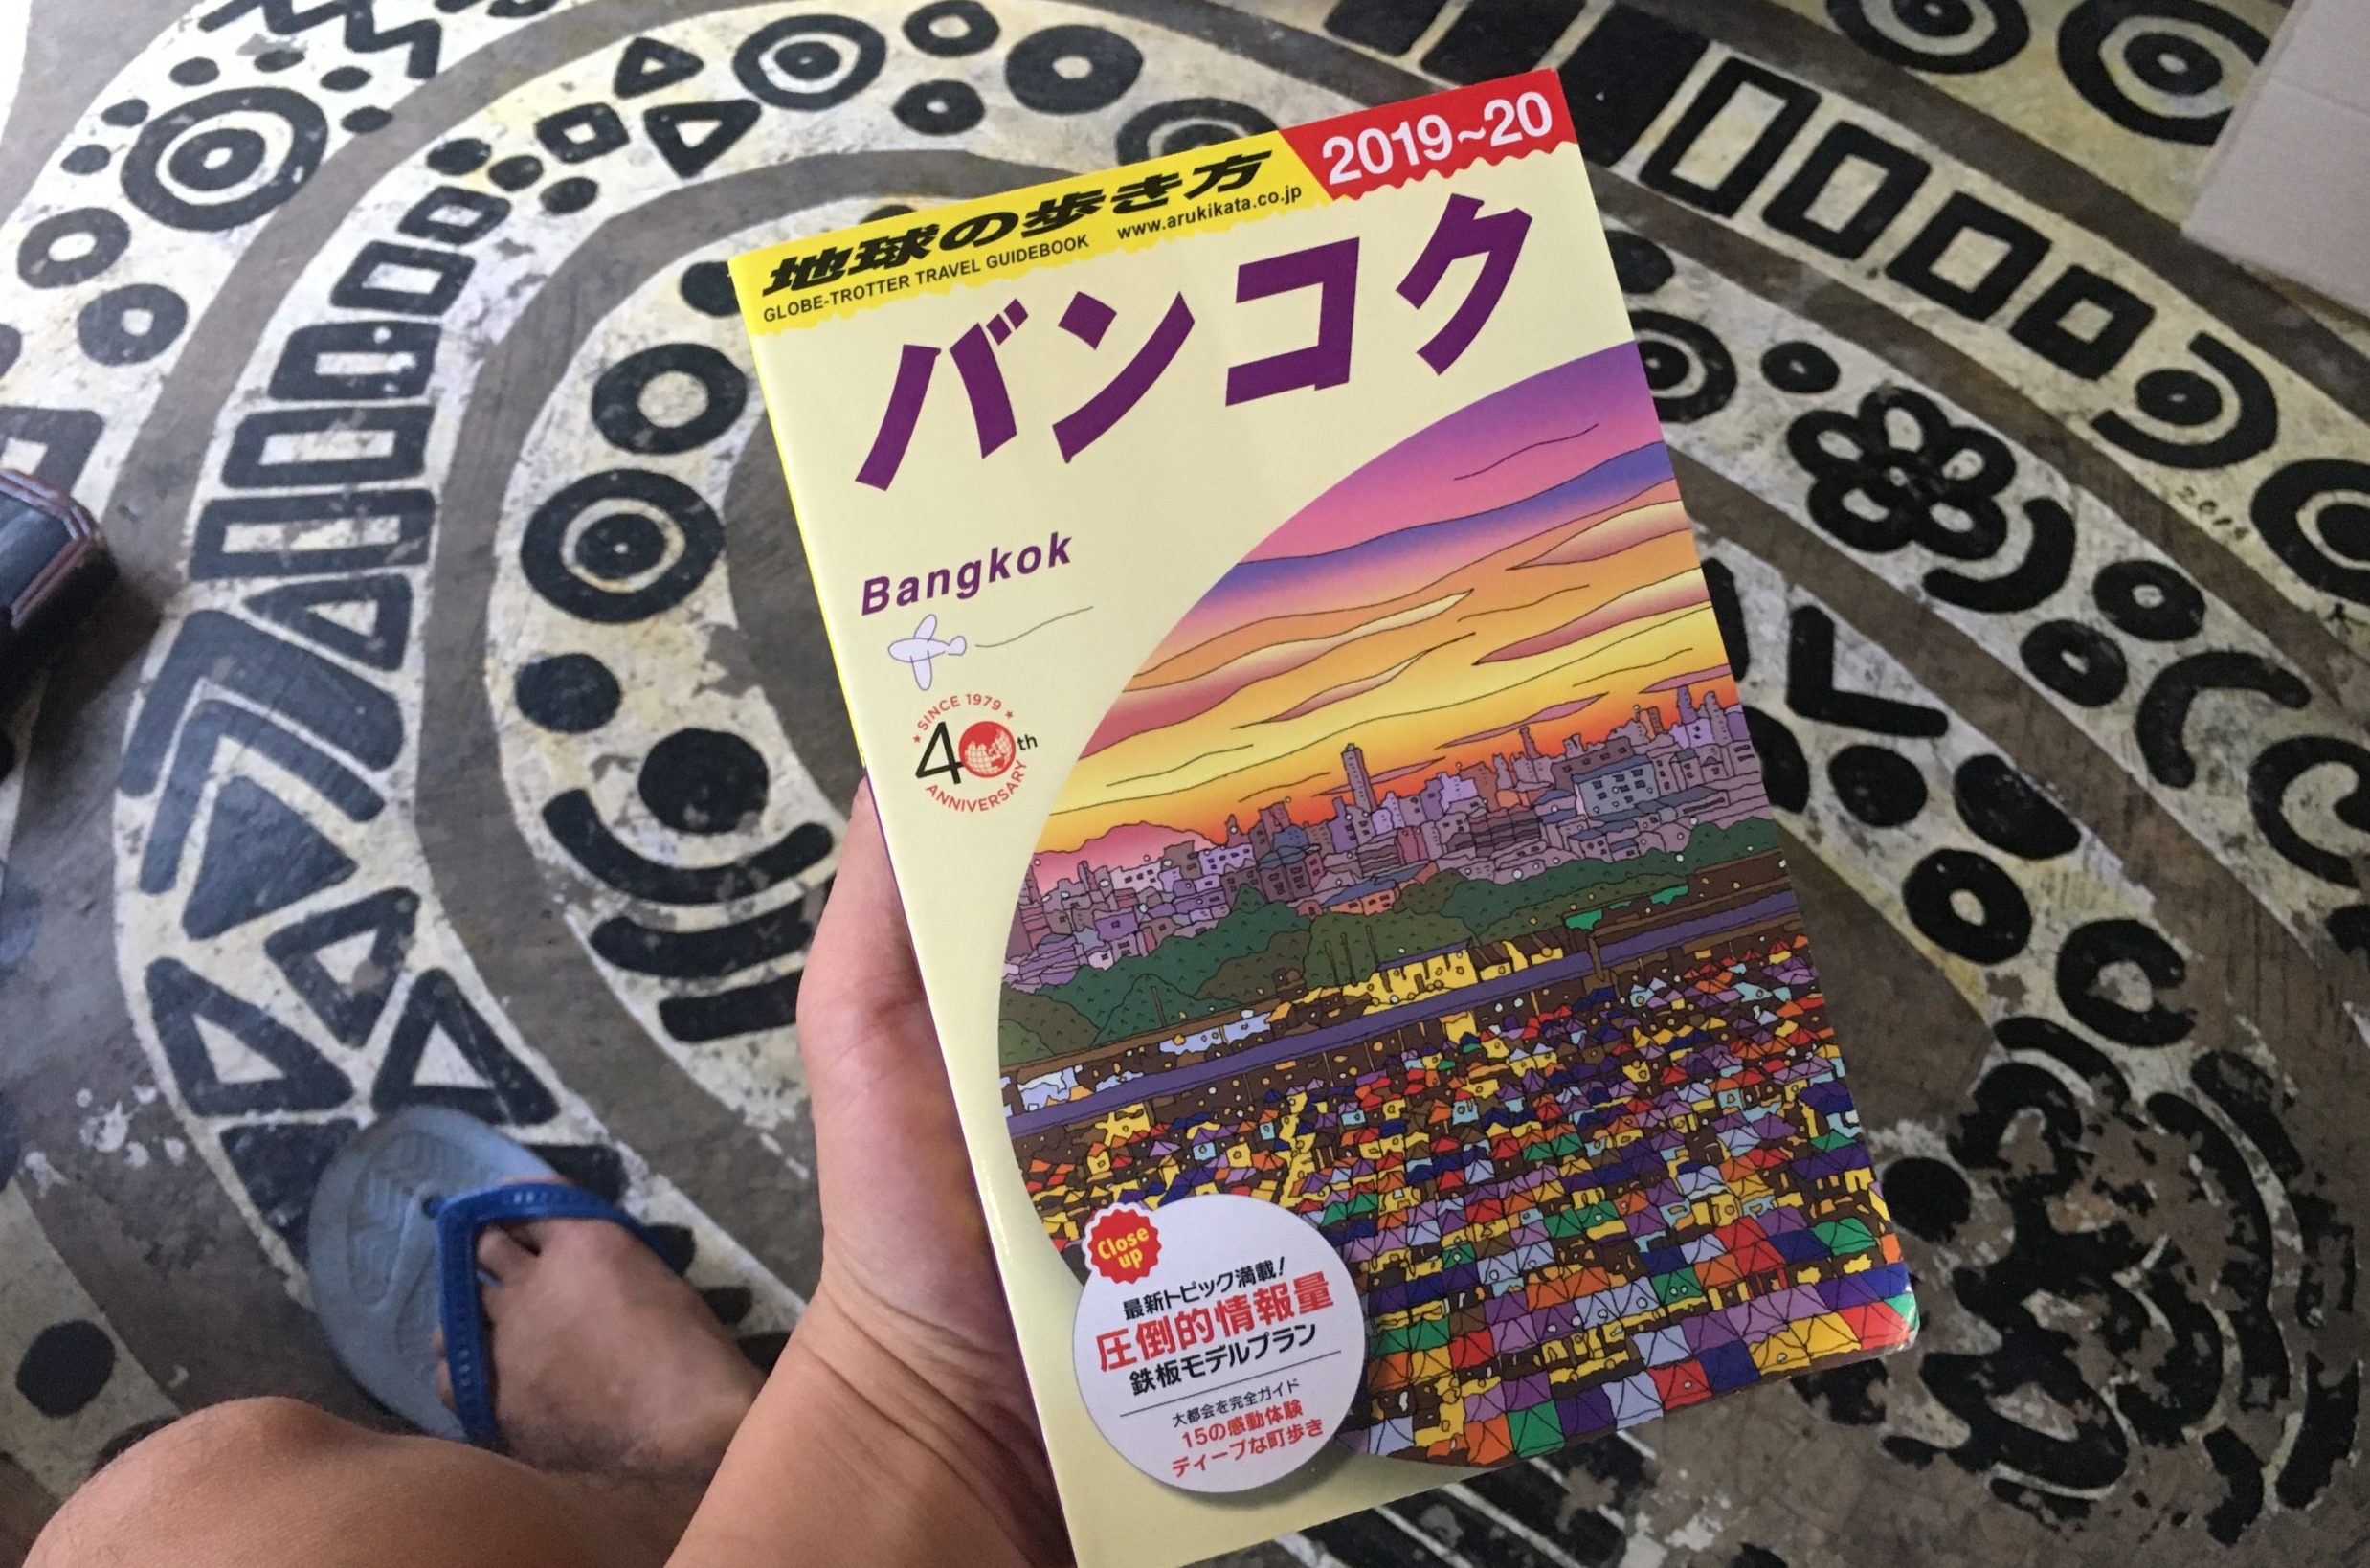 2019~20
地球の歩き方
GLOBE-TROTTER TRAVEL GUIDEBOOK www.arukikata.co.jp
バンコク
Bangkok
SINCE 1979
40th
ANNIVERSARY
Close
up
最新トピック満載!
圧倒的情報量
鉄板モデルプラン
大都会を完全ガイド
15の感動体験
ディープな町歩き